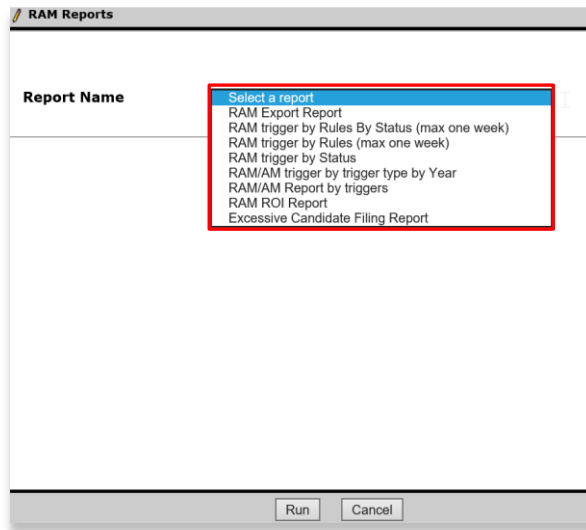 RAM Reports
Report Name
Select a report
RAM Export Report
RAM trigger by Rules By Status (max one week)
RAM trigger by Rules (max one week)
RAM trigger by Status
RAM/AM trigger by trigger type by Year
RAM/AM Report by triggers
RAM ROI Report
Excessive Candidate Filing Report
Run Cancel